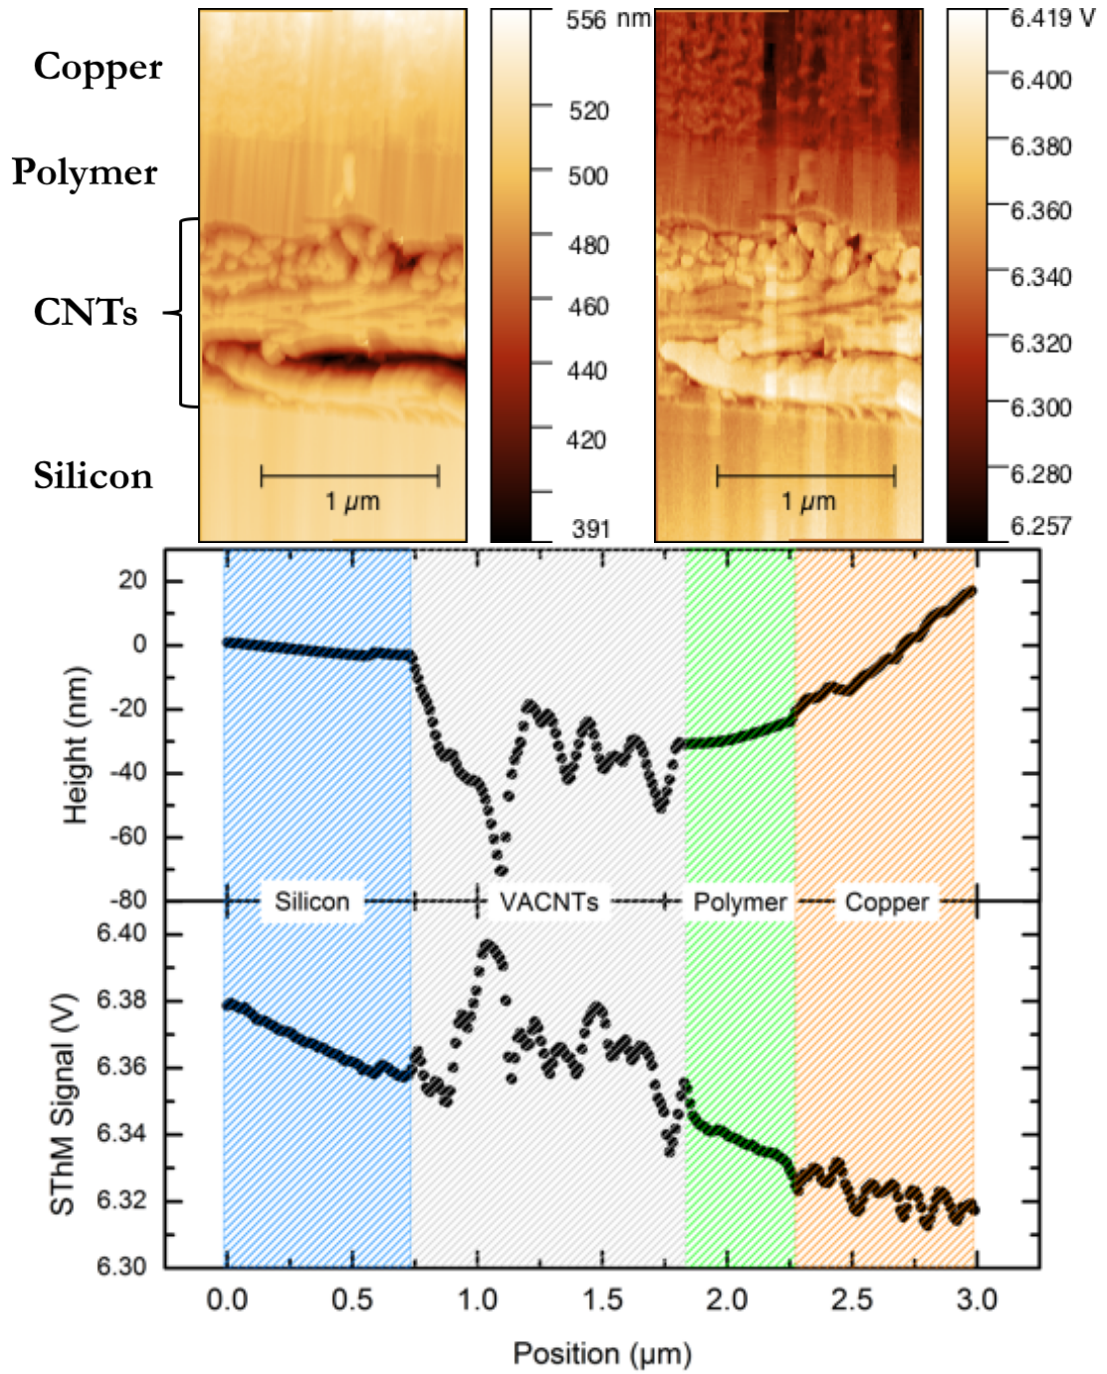 Copper
Polymer
CNTs
Silicon
1 µm
556 nm
520
500
480
460
440
420
391
1 µm
6.419 V
6.400
6.380
6.360
6.340
6.320
6.300
6.280
6.257
Height (nm)
20
0
-20
-40
-60
-80
Silicon
VACNTs
Polymer
Copper
SThM Signal (V)
6.40
6.38
6.36
6.34
6.32
6.30
0.0 0.5 1.0 1.5 2.0 2.5 3.0
Position (µm)